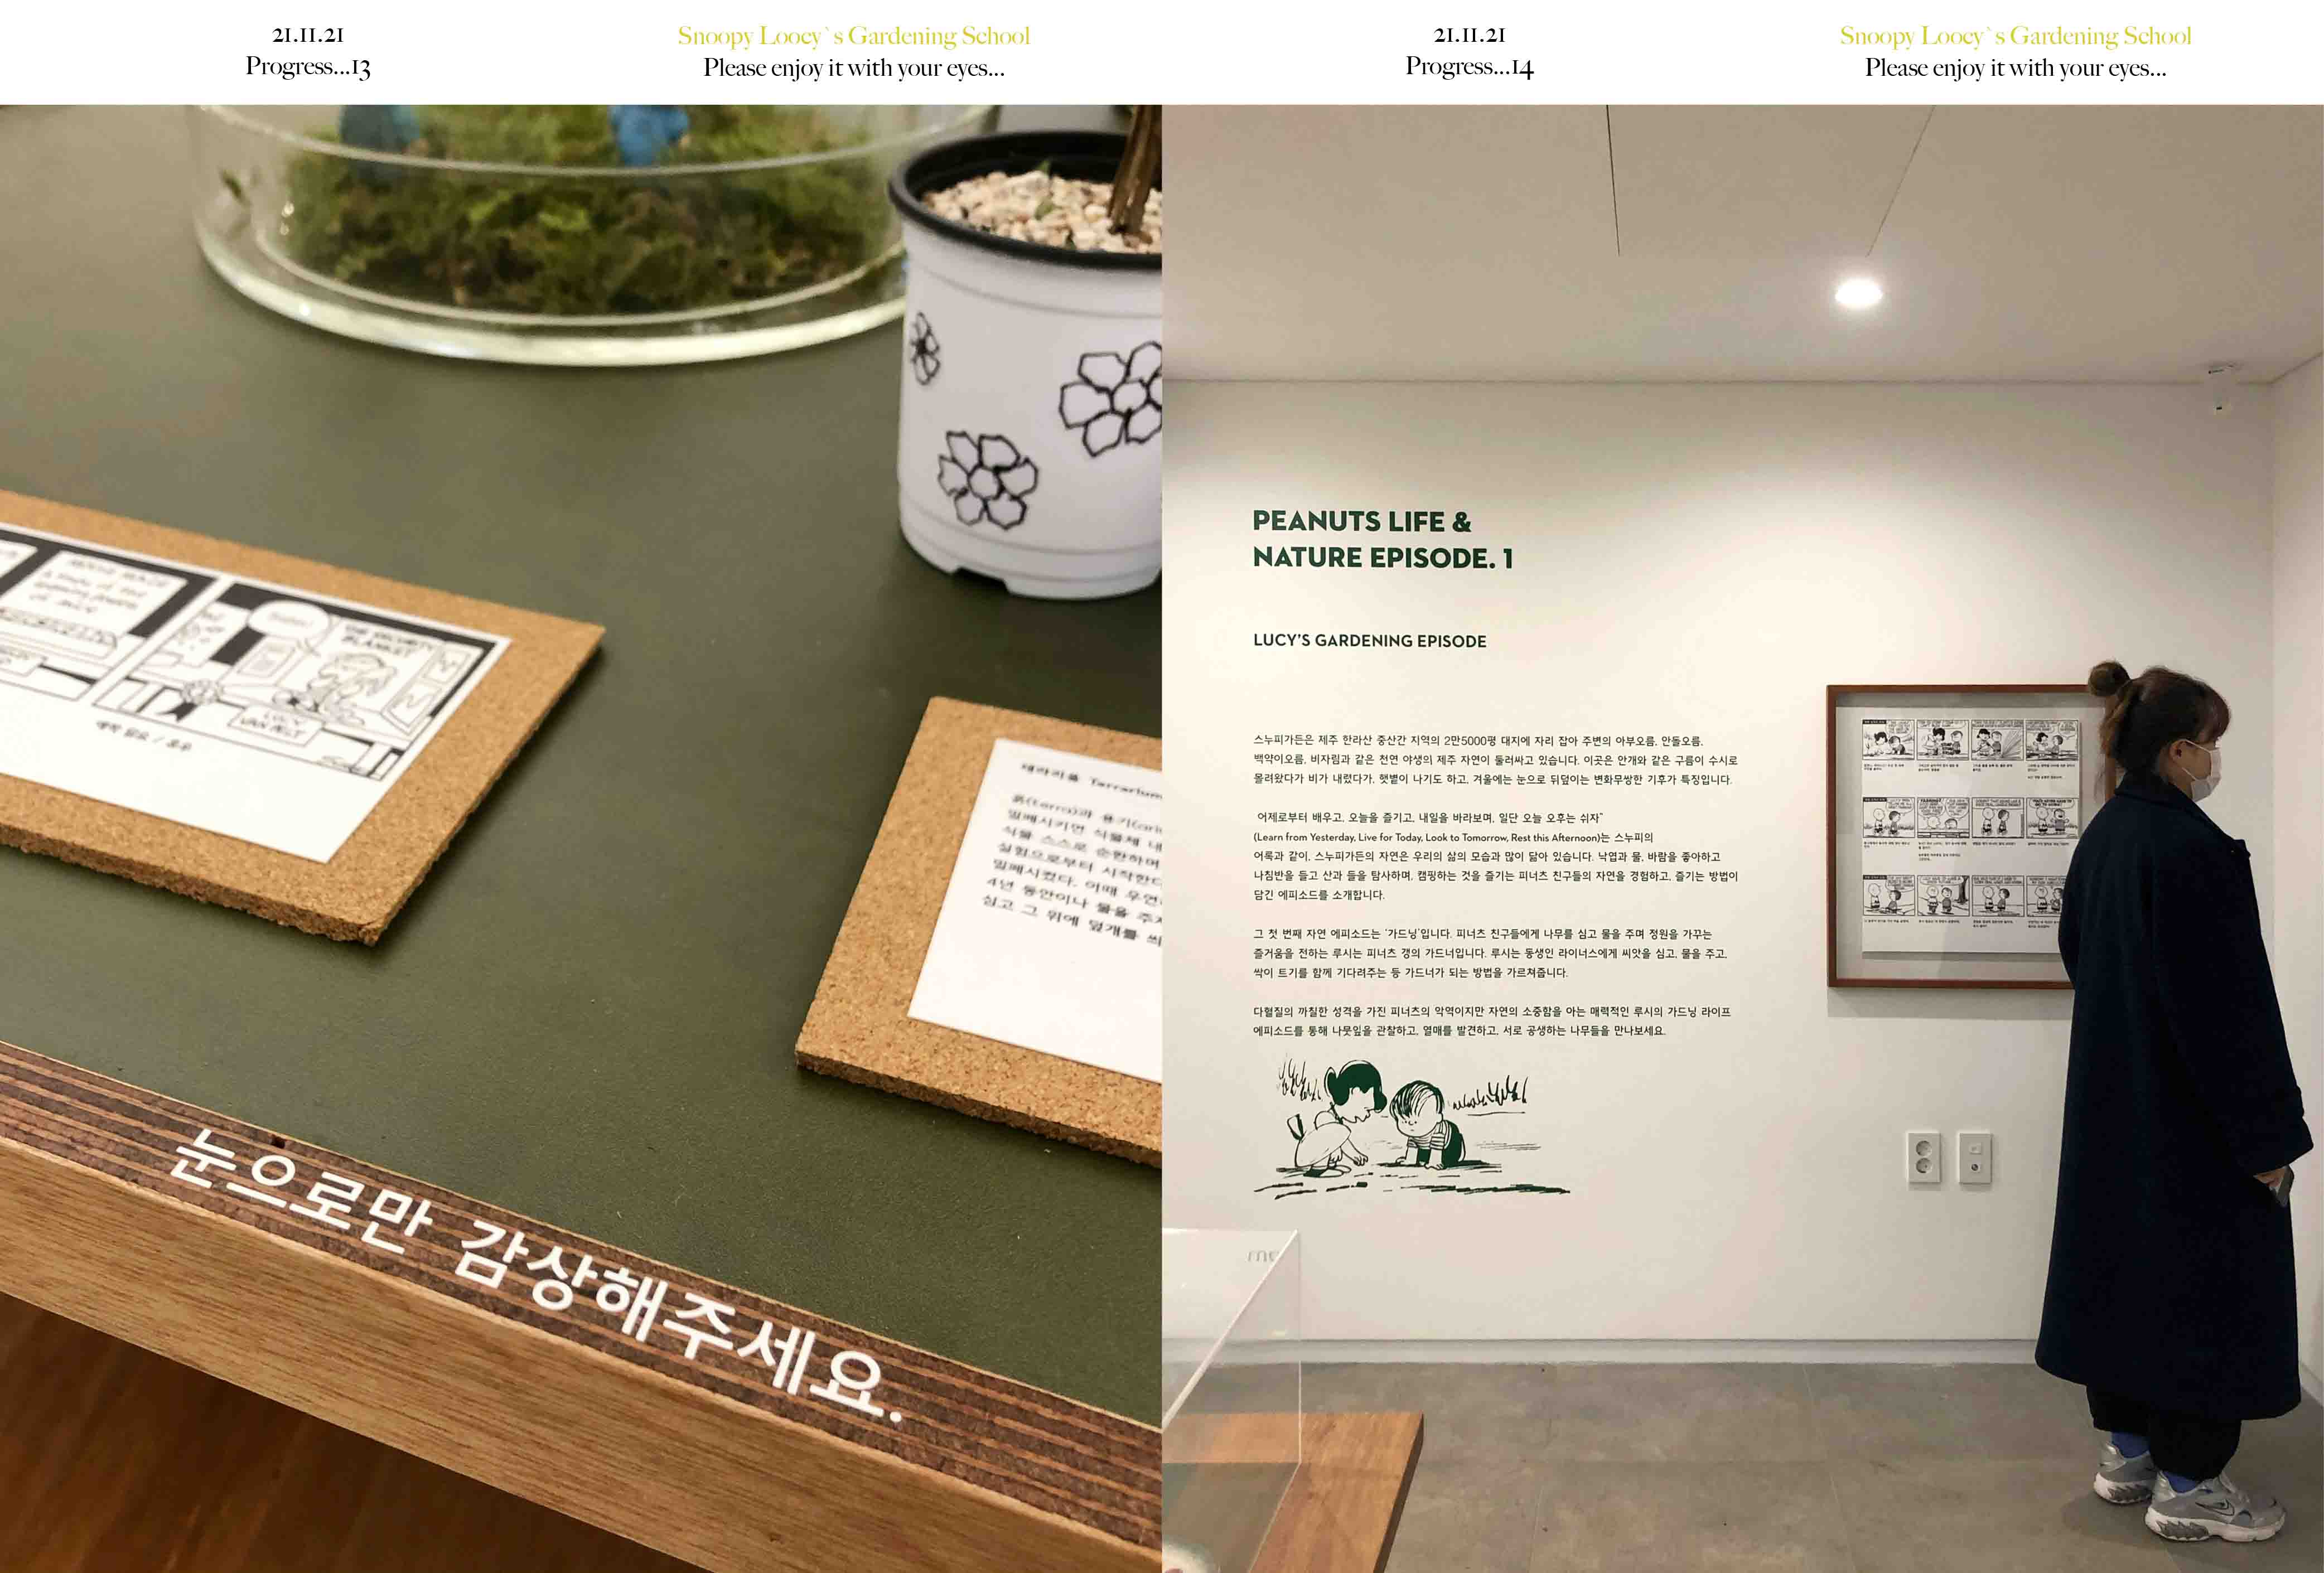 21.11.21
Progress...13
Snoopy Loocy`s Gardening School
Please enjoy it with your eyes...
THE SECURITY
BLANKET
LUCY
VAN PELT
테라리움 Terrarium
밀폐시키면 식물체 내
식물 스스로 순환하며
실험으로부터 시작한다
밀폐시켰다. 이때 우연
4년 동안이나 물을 주지
심고 그 위에 덮개를 씌
눈으로만 감상해주세요.
21.11.21
Progress...14
Snoopy Loocy`s Gardening School
Please enjoy it with your eyes...
PEANUTS LIFE &
NATURE EPISODE. 1
LUCY'S GARDENING EPISODE
스누피가든은 제주 한라산 중산간 지역의 2만5000평 대지에 자리 잡아 주변의 아부오름, 안돌오름,
백약이오름, 비자림과 같은 천연 야생의 제주 자연이 둘러싸고 있습니다. 이곳은 안개와 같은 구름이 수시로
몰려왔다가 비가 내렸다가, 햇볕이 나기도 하고, 겨울에는 눈으로 뒤덮이는 변화무쌍한 기후가 특징입니다.
어제로부터 배우고, 오늘을 즐기고, 내일을 바라보며, 일단 오늘 오후는 쉬자"
(Learn from Yesterday, Live for Today, Look to Tomorrow, Rest this Afternoon)는 스누피의
어록과 같이, 스누피가든의 자연은 우리의 삶의 모습과 많이 닮아 있습니다. 낙엽과 물, 바람을 좋아하고
나침반을 들고 산과 들을 탐사하며, 캠핑하는 것을 즐기는 피너츠 친구들의 자연을 경험하고, 즐기는 방법이
담긴 에피소드를 소개합니다.
그 첫 번째 자연 에피소드는 '가드닝'입니다. 피너츠 친구들에게 나무를 심고 물을 주며 정원을 가꾸는
즐거움을 전하는 루시는 피너츠 갱의 가드너입니다. 루시는 동생인 라이너스에게 씨앗을 심고, 물을 주고,
싹이 트기를 함께 기다려주는 등 가드너가 되는 방법을 가르쳐줍니다.
다혈질의 까칠한 성격을 가진 피너츠의 악역이지만 자연의 소중함을 아는 매력적인 루시의 가드닝 라이프
에피소드를 통해 나뭇잎을 관찰하고, 열매를 발견하고, 서로 공생하는 나무들을 만나보세요.